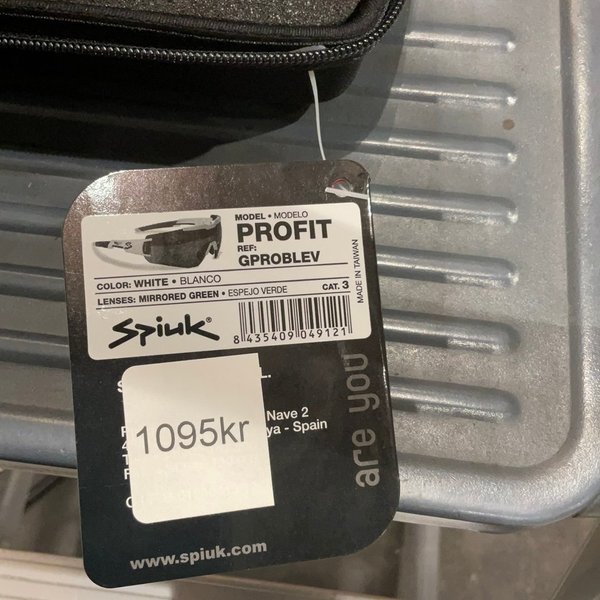 MODEL • MODELO
PROFIT
REF:
GPROBLEV
COLOR: WHITE • BLANCO
LENSES: MIRRORED GREEN • ESPEJO VERDE
CAT. 3
Spiuk®
8 435409 049121
MADE IN TAIWAN
are you
Nave 2
ya - Spain
1095kr
www.spiuk.com